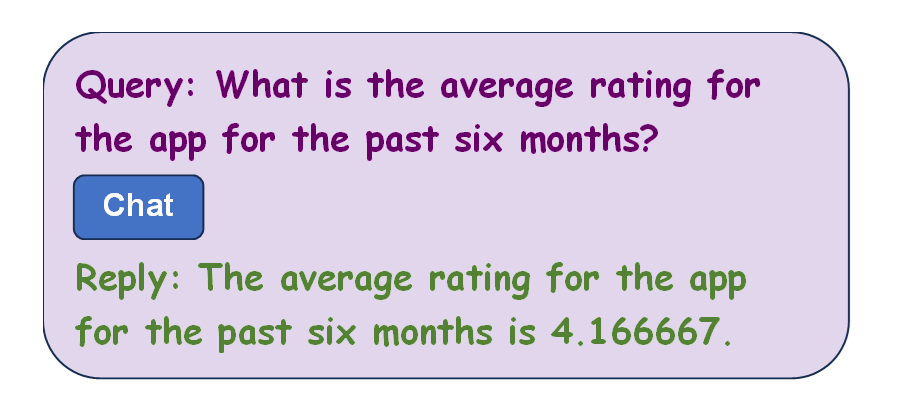 Query: What is the average rating for
the app for the past six months?
Chat
Reply: The average rating for the app
for the past six months is 4.166667.